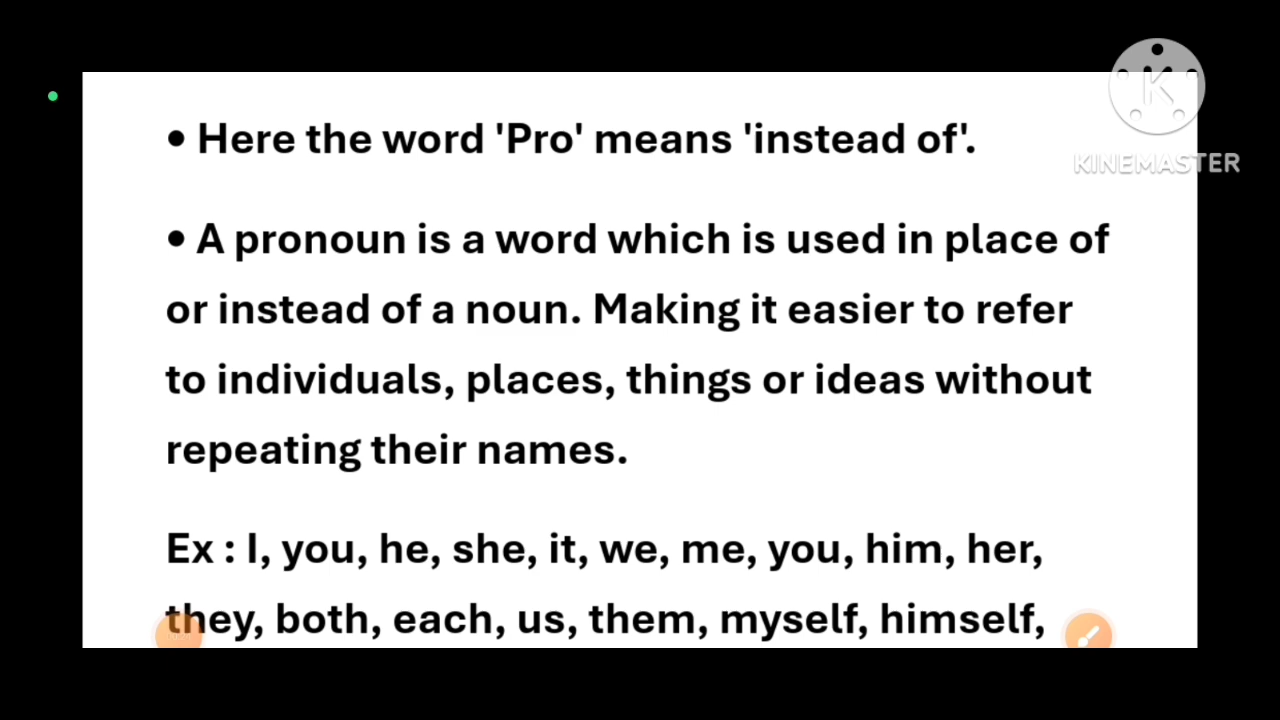 • Here the word 'Pro' means 'instead of'.
• A pronoun is a word which is used in place of
or instead of a noun. Making it easier to refer
to individuals, places, things or ideas without
repeating their names.
Ex : I, you, he, she, it, we, me, you, him, her,
they, both, each, us, them, myself, himself,
K
KINEMASTER